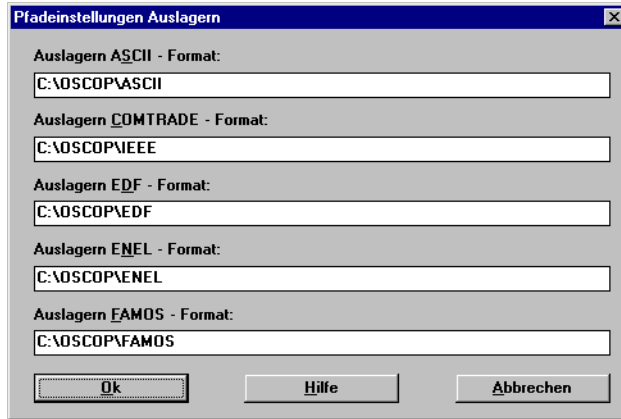 Pfadeinstellungen Auslagern
Auslagern ASCII - Format:
C:\OSCOP\ASCII
Auslagern COMTRADE - Format:
C:\OSCOP\IEEE
Auslagern EDF - Format:
C:\OSCOP\EDF
Auslagern ENEL - Format:
C:\OSCOP\ENEL
Auslagern FAMOS - Format:
C:\OSCOP\FAMOS
Ok Hilfe Abbrechen